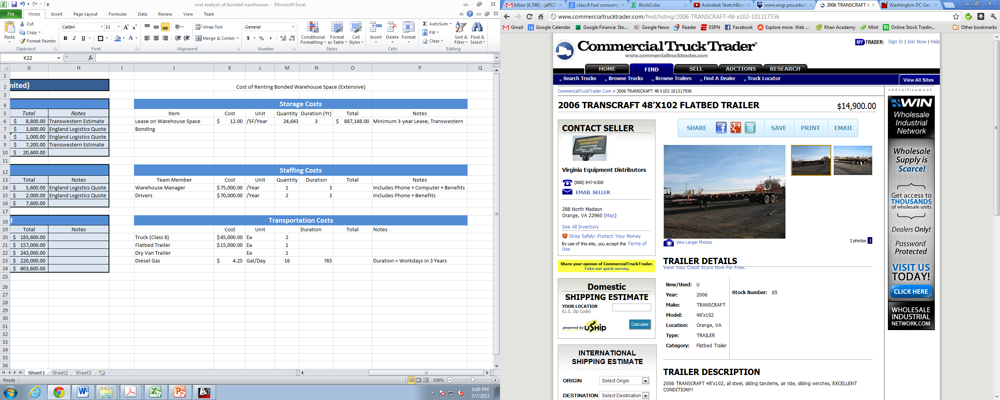 cost analysis of bonded warehouses - Microsoft Excel
File Home Insert Page Layout Formulas Data Review View Team
Paste
Cut
Copy
Format Painter
Clipboard
Calibri 11
B I U
Font
Wrap Text
Merge & Center
Alignment
General
$ % ,
Number
Conditional Formatting
Format as Table
Cell Styles
Styles
Insert Delete Format
Cells
AutoSum
Fill
Clear
Sort & Filter
Find & Select
Editing
K22 fx
G H I J K L M N O P Q
1
2 nited) Cost of Renting Bonded Warehouse Space (Extensive)
3
4 Storage Costs
5 Total Notes Item Cost Unit Quantity Duration (Yr) Total Notes
6 $ 8,800.00 Transwestern Estimate Lease on Warehouse Space $ 12.00 /SF/Year 24,643 3 $ 887,148.00 Minimum 3-year Lease, Transwestern
7 $ 3,600.00 England Logistics Quote Bonding
8 $ 1,000.00 England Logistics Quote
9 $ 7,200.00 Transwestern Estimate
10 $ 20,600.00
11
12 Staffing Costs
13 Total Notes Team Member Cost Unit Quantity Duration Total Notes
14 $ 5,600.00 England Logistics Quote Warehouse Manager $75,000.00 /Year 1 3 Includes Phone + Computer + Benefits
15 $ 2,000.00 England Logistics Quote Drivers $70,000.00 /Year 2 3 Includes Phone + Benefits
16 $ 7,600.00
17
18 d Transportation Costs
19 Total Notes Cost Unit Duration Total Notes
20 $ 183,600.00 Truck (Class 8) $45,000.00 Ea 2
21 $ 157,000.00 Flatbed Trailer $15,000.00 Ea 1
22 $ 243,000.00 Dry Van Trailer Ea 1
23 $ 220,000.00 Diesel Gas $ 4.25 Gal/Day 16 765 Duration = Workdays in 3 Years
24 $ 803,600.00
25
26
27
28
29
30
31
32
33
34
35
36
Sheet1 Sheet2 Sheet3
Ready 100%
6:09 PM
3/7/2013
Inbox (4,798) - jaf527 class 8 fuel consump Book2.xlsx Autodesk SketchBoo www.engr.psu.edu/a 2006 TRANSCRAFT 4 Washington DC Gas
www.commercialtrucktrader.com/find/listing/2006-TRANSCRAFT-48-x102-101317556
Gmail Google Calendar Google Finance: Sto... Google News Reader ESPN Facebook Explore more. Web ... Khan Academy Mint Online Stock Tradin... Other bookmarks
Commercial Truck Trader®
www.commercialtrucktrader.com
MY TRADER: Sign In | Join Now | Help
HOME FIND SELL AUCTIONS RESEARCH
Search Trucks Browse Trucks Browse Trailers Find A Dealer Truck Locator View All Sites
CommericalTruckTrader.Com > 2006 TRANSCRAFT 48 X102 101317556
2006 TRANSCRAFT 48'X102 FLATBED TRAILER $14,900.00
CONTACT SELLER
VIRGINIA EQUIPMENT
DISTRIBUTORS
Virginia Equipment Distributors
(888) 847-6308
EMAIL SELLER
288 North Madison
Orange, VA 22960 (Map)
See All Inventory
Shop Safely: Protect Your Money
By use of this site, you accept the Terms of
Use
Share your opinion of CommercialTruckTrader.
Take our quick survey.
Domestic
SHIPPING ESTIMATE
YOUR LOCATION
(U.S. Zip Code)
powered by uShip Calculate
INTERNATIONAL
SHIPPING ESTIMATE
ORIGIN Select Origin
DESTINATION Select Destination
SHARE SAVE PRINT EMAIL
View Larger Photos 2 photos 1
TRAILER DETAILS
View Your Credit Score Now For Free.
New/Used: U
Year: 2006
Make: TRANSCRAFT
Model: 48'x102
Location: Orange, VA
Type: TRAILER
Category: Flatbed Trailer
Stock Number: 65
TRAILER DESCRIPTION
2006 TRANSCRAFT 48'x102, all steel, sliding tandems, air ride, sliding winches, EXCELLENT
CONDITION!!!
advertisement
WIN
Wholesale
Industrial
Network
Wholesale
Supply is
Scarce!
Get access to
THOUSANDS
of wholesale units
Dealers Only!
Password
Protected
VISIT US
TODAY!
CLICK HERE
WHOLESALE
INDUSTRIAL
NETWORK.COM